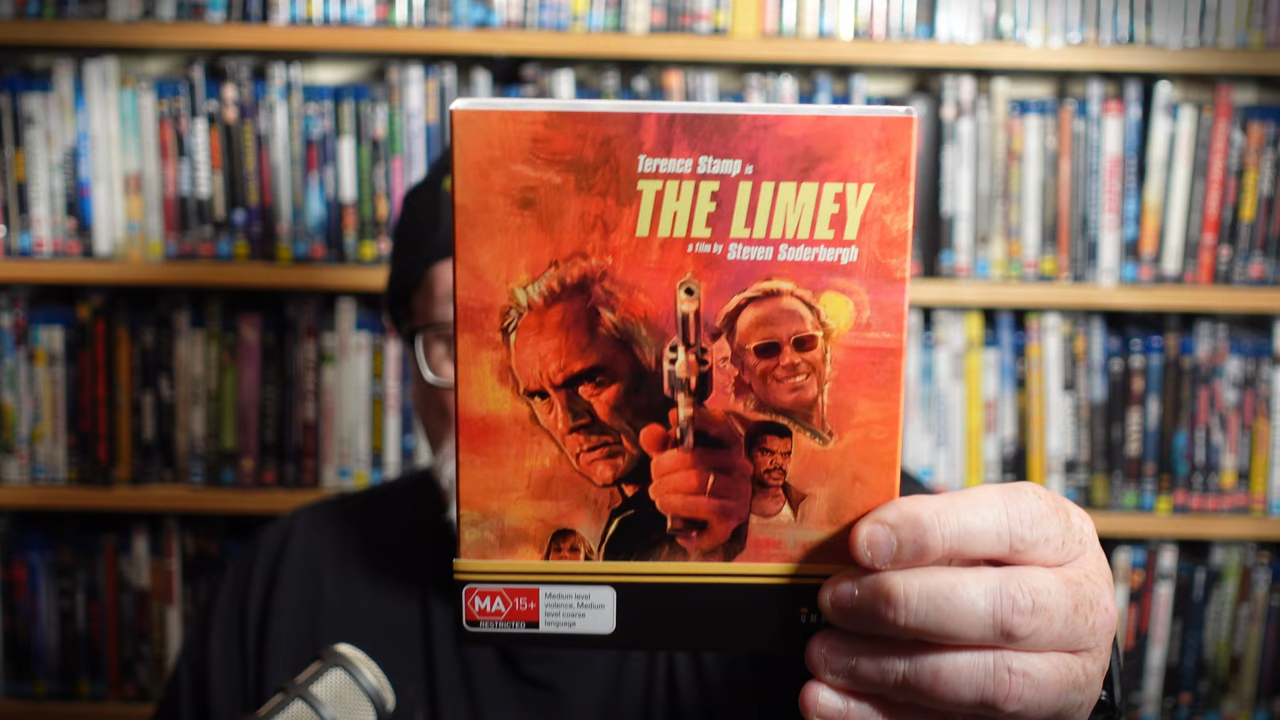 Terence Stamp is
THE LIMEY
a film by Steven Soderbergh
MA 15+
RESTRICTED
Medium level
violence, Medium
level coarse
language